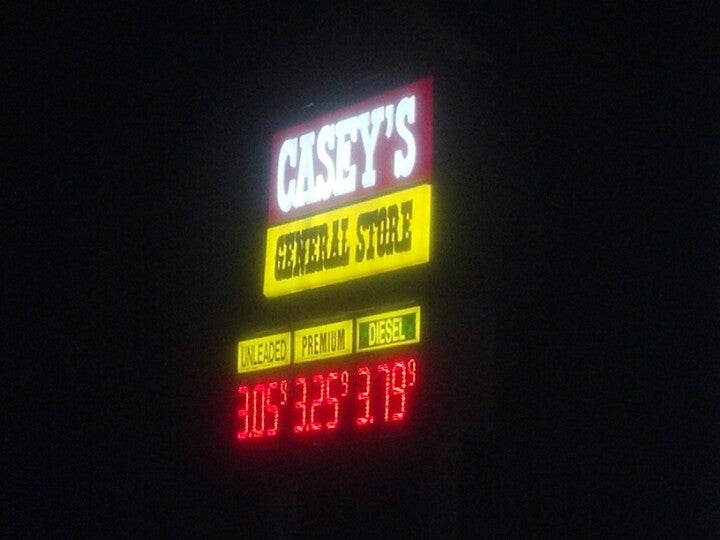 CASEY'S
GENERAL STORE
UNLEADED PREMIUM DIESEL
3.05⁹ 3.25⁹ 3.79⁹